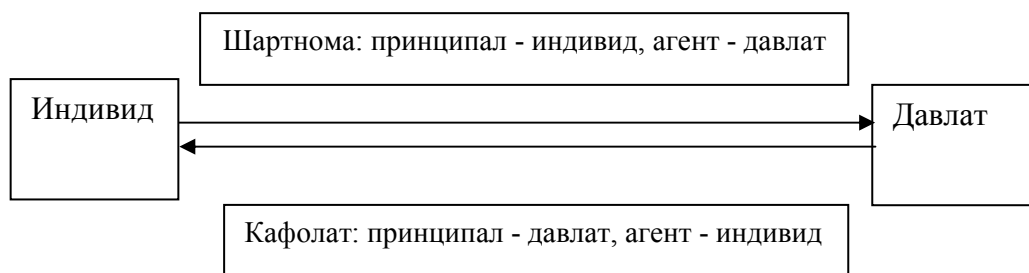 Шартнома: принципал - индивид, агент - давлат
Индивид
Давлат
Кафолат: принципал - давлат, агент - индивид